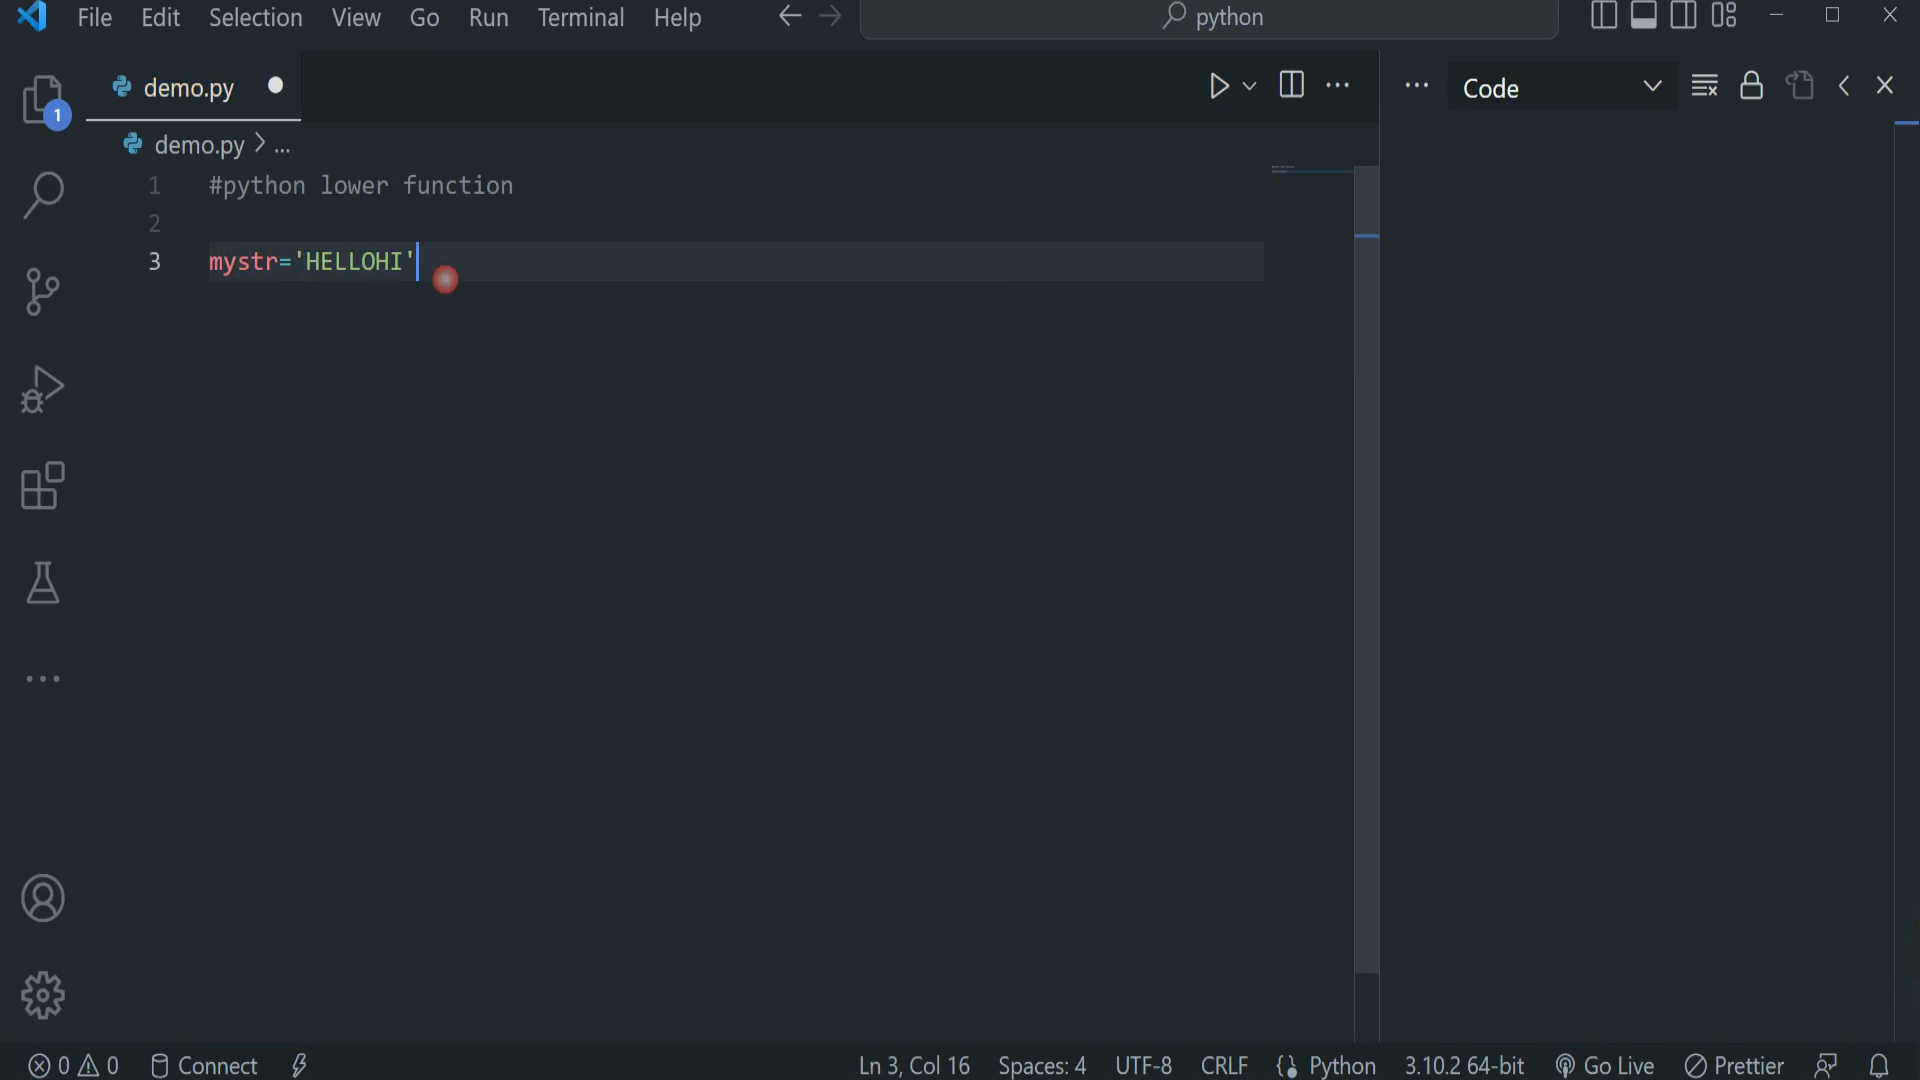 File Edit Selection View Go Run Terminal Help
python
demo.py
Code
1
demo.py > ...
1 #python lower function
2
3 mystr='HELLOHI'
0 0 Connect Ln 3, Col 16 Spaces: 4 UTF-8 CRLF Python 3.10.2 64-bit Go Live Prettier